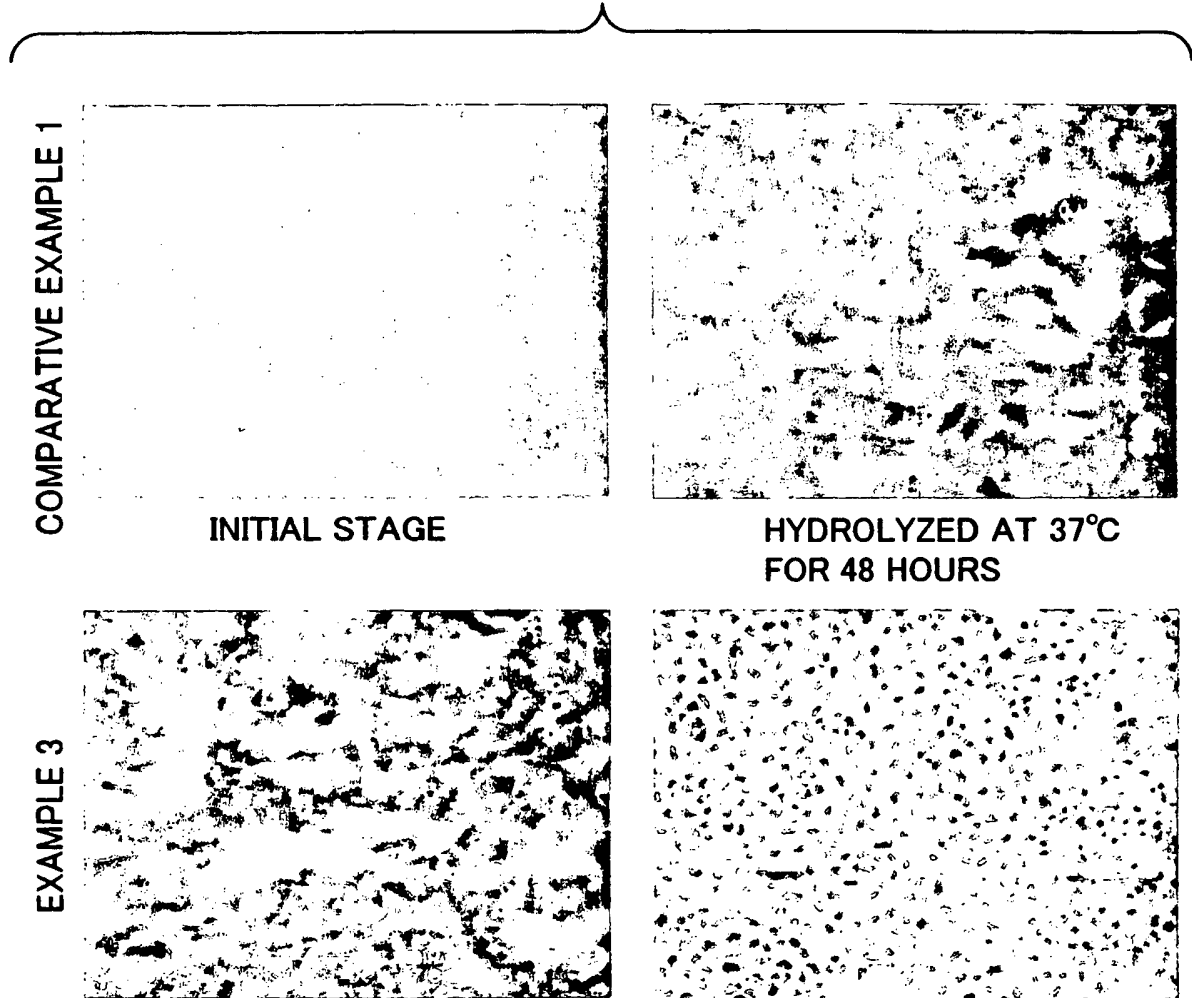 COMPARATIVE EXAMPLE 1
INITIAL STAGE
HYDROLYZED AT 37°C
FOR 48 HOURS
EXAMPLE 3